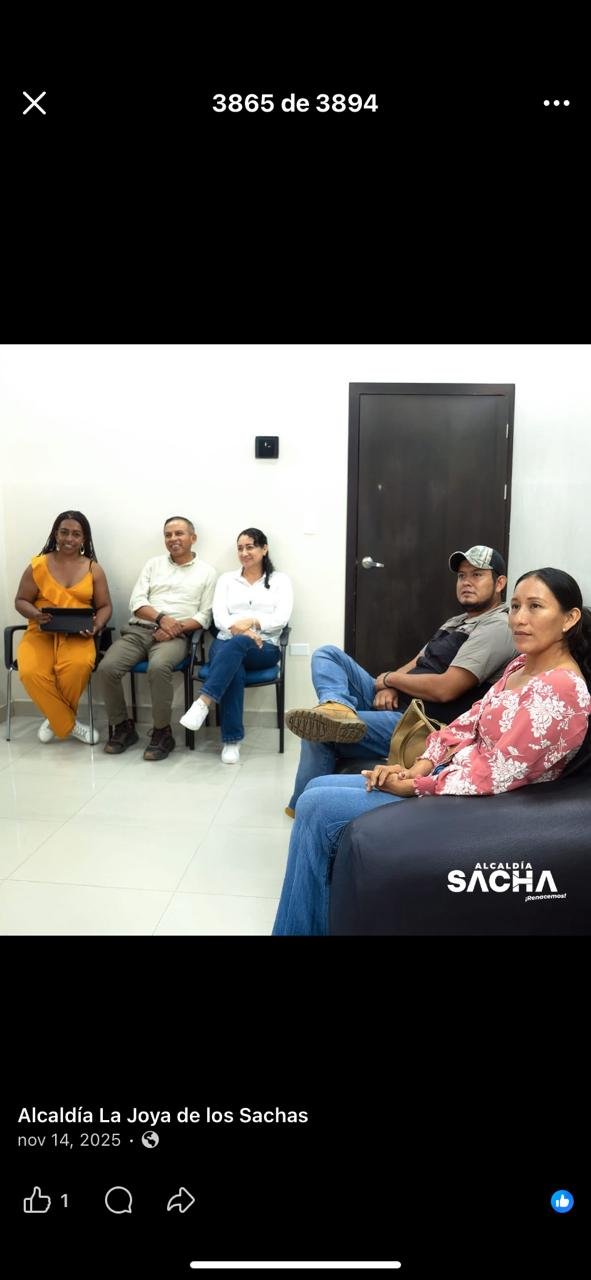 3865 de 3894
ALCALDÍA
SACHA
¡Renacemos!
Alcaldía La Joya de los Sachas
nov 14, 2025 ·
1